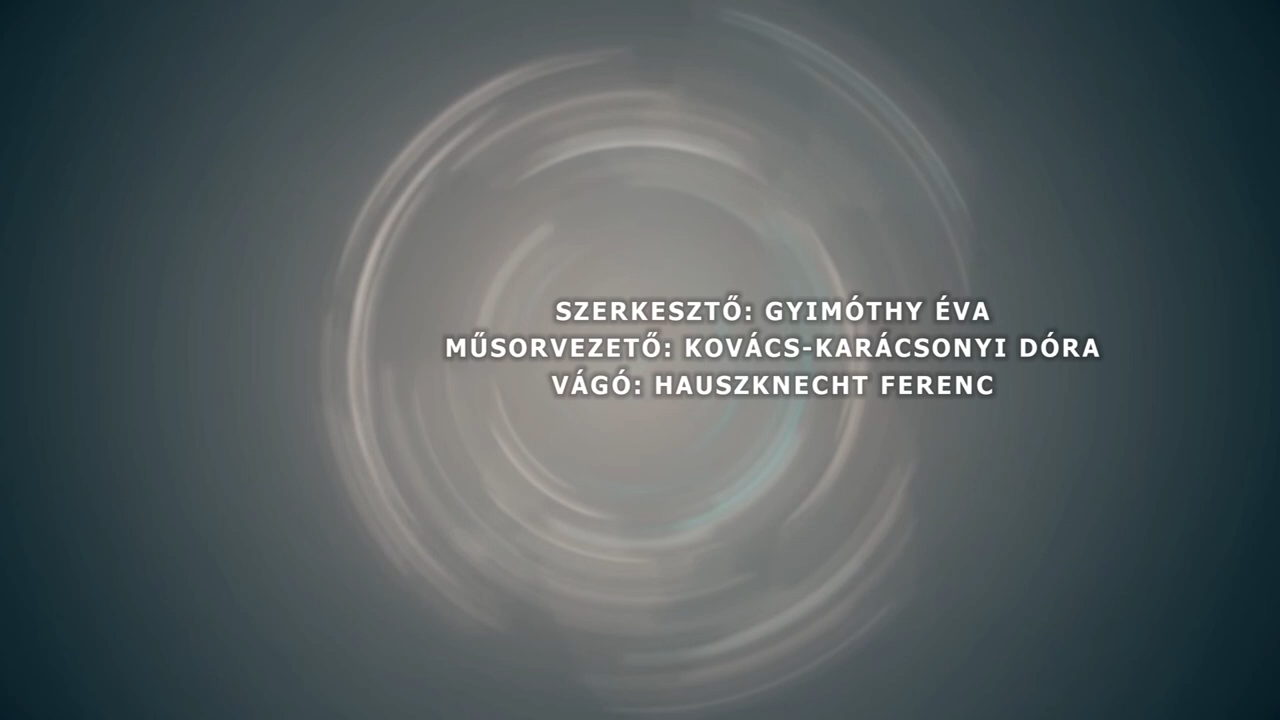 SZERKESZTŐ: GYIMÓTHY ÉVA
MŰSORVEZETŐ: KOVÁCS-KARÁCSONYI DÓRA
VÁGÓ: HAUSZKNECHT FERENC